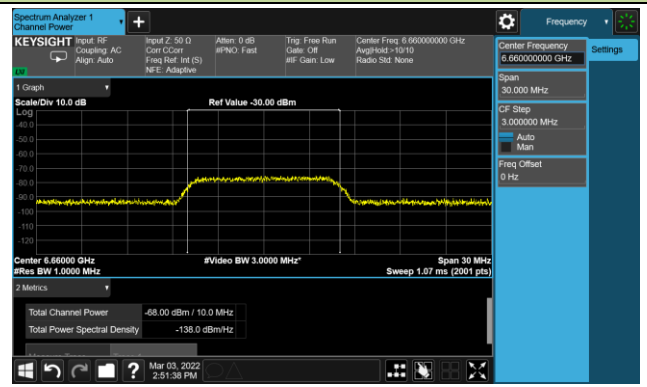 Spectrum Analyzer 1
Channel Power
+
Frequency
KEYSIGHT
Input: RF
Coupling: AC
Align: Auto
Input Z: 50 Ω
Corr CCorr
Freq Ref: Int (S)
NFE: Adaptive
Atten: 0 dB
#PNO: Fast
Trig: Free Run
Gate: Off
#IF Gain: Low
Center Freq: 6.660000000 GHz
Avg|Hold:>10/10
Radio Std: None
Center Frequency
6.660000000 GHz
Settings
Span
30.000 MHz
CF Step
3.000000 MHz
Auto
Man
Freq Offset
0 Hz
1 Graph
Scale/Div 10.0 dB
Ref Value -30.00 dBm
Log
-40.0
-50.0
-60.0
-70.0
-80.0
-90.0
-100
-110
-120
Center 6.66000 GHz
#Video BW 3.0000 MHz*
Span 30 MHz
#Res BW 1.0000 MHz
Sweep 1.07 ms (2001 pts)
2 Metrics
Total Channel Power
-68.00 dBm / 10.0 MHz
Total Power Spectral Density
-138.0 dBm/Hz
?
Mar 03, 2022
2:51:38 PM